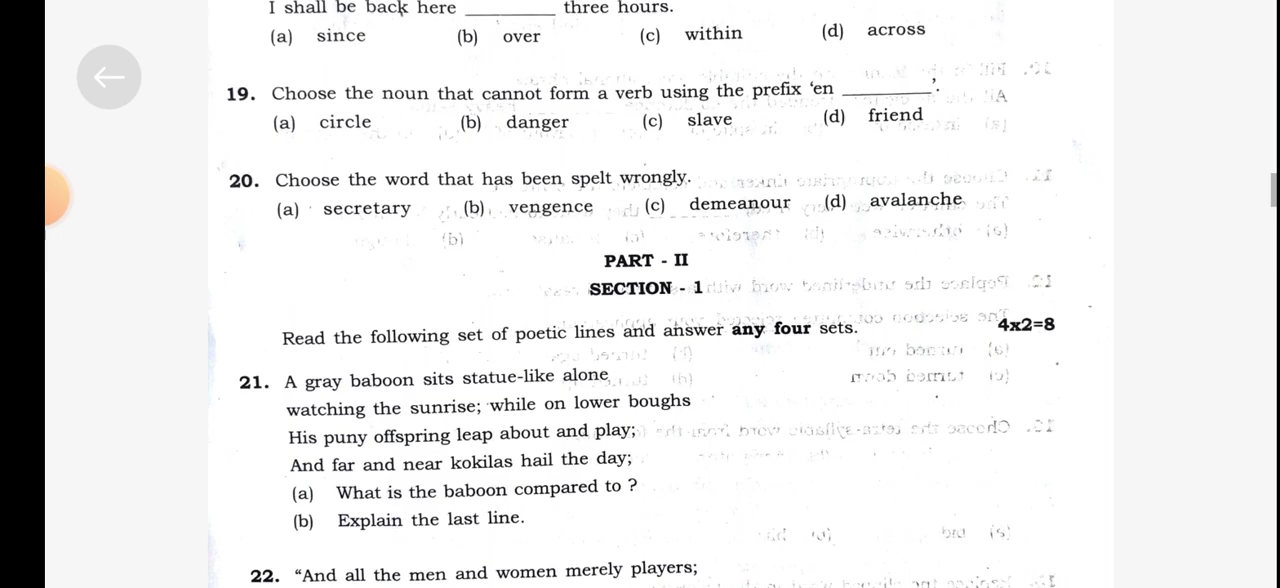 I shall be back here ________ three hours.
(a) since (b) over (c) within (d) across
19. Choose the noun that cannot form a verb using the prefix ‘en ________’.
(a) circle (b) danger (c) slave (d) friend
20. Choose the word that has been spelt wrongly.
(a) secretary (b) vengence (c) demeanour (d) avalanche
PART - II
SECTION - 1
Read the following set of poetic lines and answer any four sets. 4x2=8
21. A gray baboon sits statue-like alone
watching the sunrise; while on lower boughs
His puny offspring leap about and play;
And far and near kokilas hail the day;
(a) What is the baboon compared to ?
(b) Explain the last line.
22. “And all the men and women merely players;